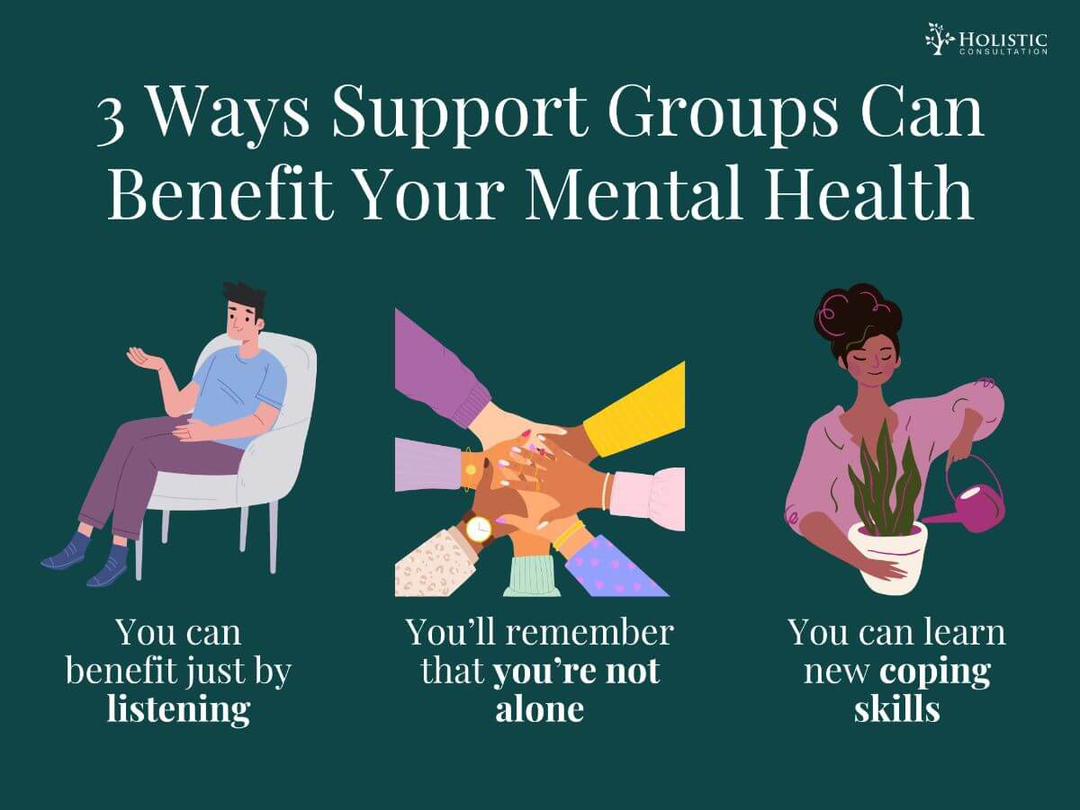 HOLISTIC
CONSULTATION
3 Ways Support Groups Can
Benefit Your Mental Health
You can
benefit just by
listening
You'll remember
that you're not
alone
You can learn
new coping
skills